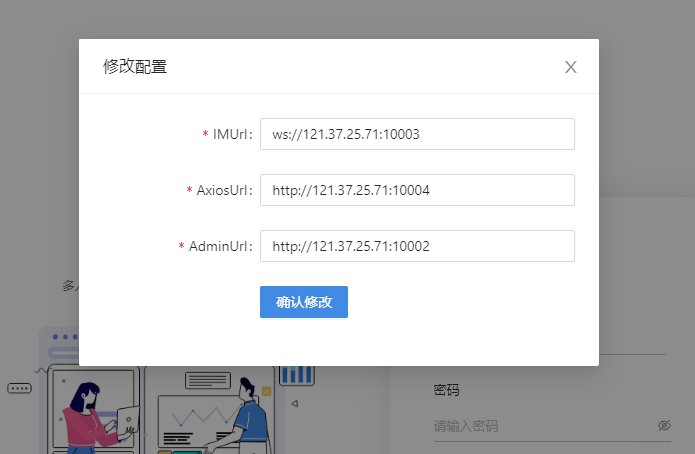 修改配置
* IMUrl: ws://121.37.25.71:10003
* AxiosUrl: http://121.37.25.71:10004
* AdminUrl: http://121.37.25.71:10002
确认修改
多人
密码
请输入密码